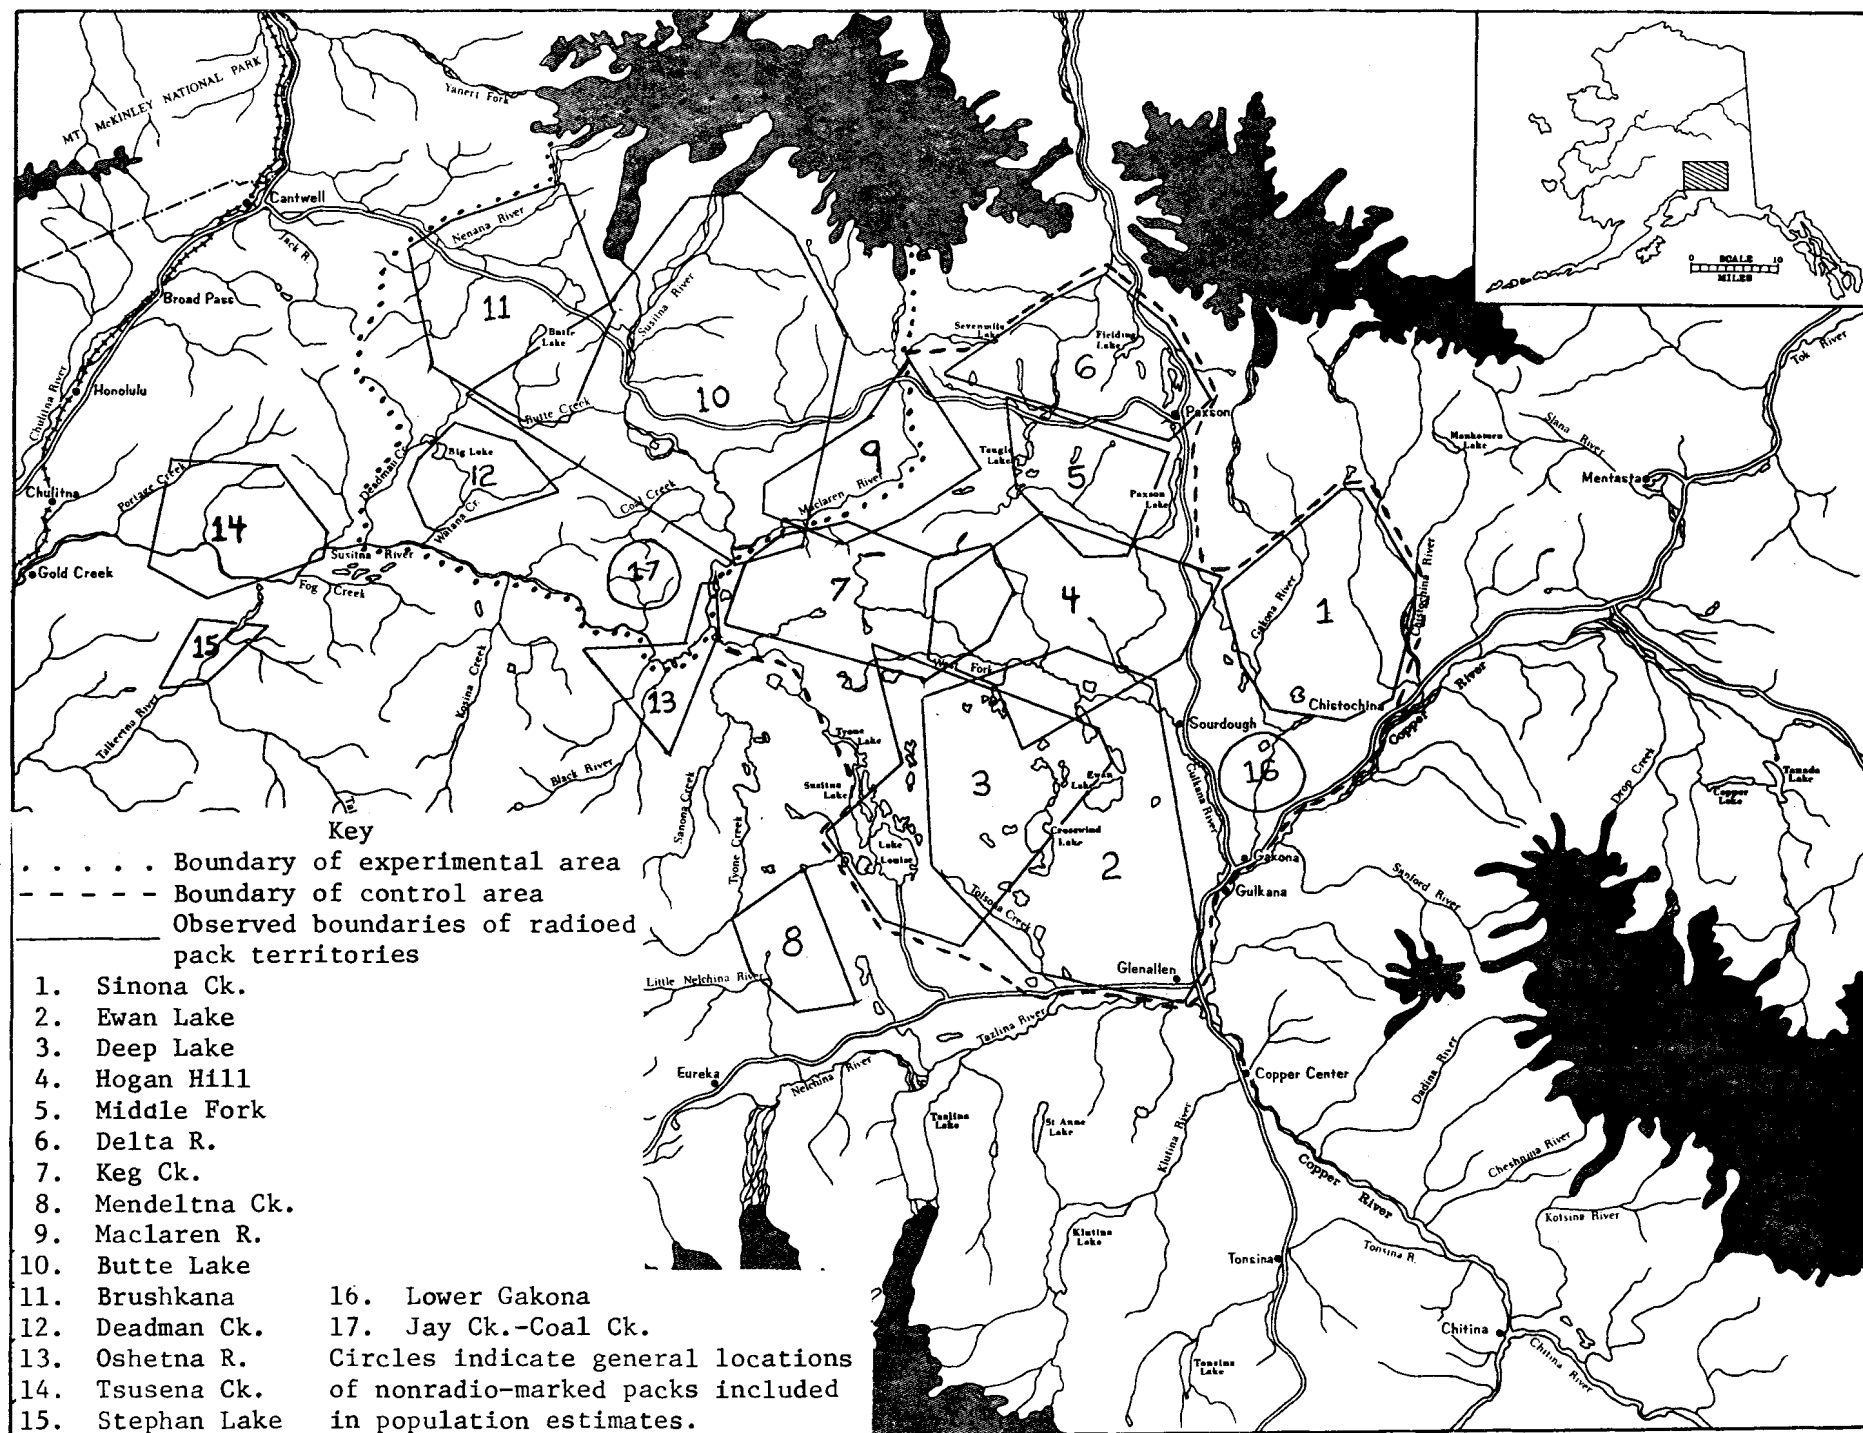 MT McKINLEY NATIONAL PARK
Yanert Fork
0 SCALE 10
MILES
Cantwell
Nenana River
Jack R.
Broad Pass
11
Susitna River
Butte
Lake
Sevenmile
Lake
Fielding
Lake
6
Tok River
Chulitna River
Honolulu
10
Butte Creek
Paxson
Slana River
Mankomen
Lake
Mentasta
Big Lake
12
9
Tangle
Lake
5
Paxson
Lake
Chulitna
Portage Creek
Deadman Cr.
Watana Cr.
Coal Creek
Maclaren River
14
Susitna River
Gold Creek
Fog Creek
17
7
4
Gakona River
1
Chistochina River
15
West Fork
13
Kosina Creek
Talkeetna River
Chistochina
Copper River
Sourdough
Tyone
Lake
Black River
Sanona Creek
Susitna
Lake
3
Ewan
Lake
Gulkana River
16
Drop Creek
Tanada
Lake
Copper
Lake
Tyone Creek
Lake
Louise
Crosswind
Lake
2
Gakona
Gulkana
Sanford River
Tolsona Creek
8
Little Nelchina River
Glenallen
Tazlina River
Eureka
Nelchina River
Copper Center
Dadina River
Tazlina
Lake
St Anne
Lake
Klutina River
Copper River
Cheshnina River
Klutina
Lake
Kotsina River
Tonsina
Tonsina R.
Chitina
Chitina River
Tonsina
Lake
Key
. . . . . Boundary of experimental area
- - - - - Boundary of control area
Observed boundaries of radioed
pack territories
1. Sinona Ck.
2. Ewan Lake
3. Deep Lake
4. Hogan Hill
5. Middle Fork
6. Delta R.
7. Keg Ck.
8. Mendeltna Ck.
9. Maclaren R.
10. Butte Lake
11. Brushkana
12. Deadman Ck.
13. Oshetna R.
14. Tsusena Ck.
15. Stephan Lake
16. Lower Gakona
17. Jay Ck.-Coal Ck.
Circles indicate general locations
of nonradio-marked packs included
in population estimates.